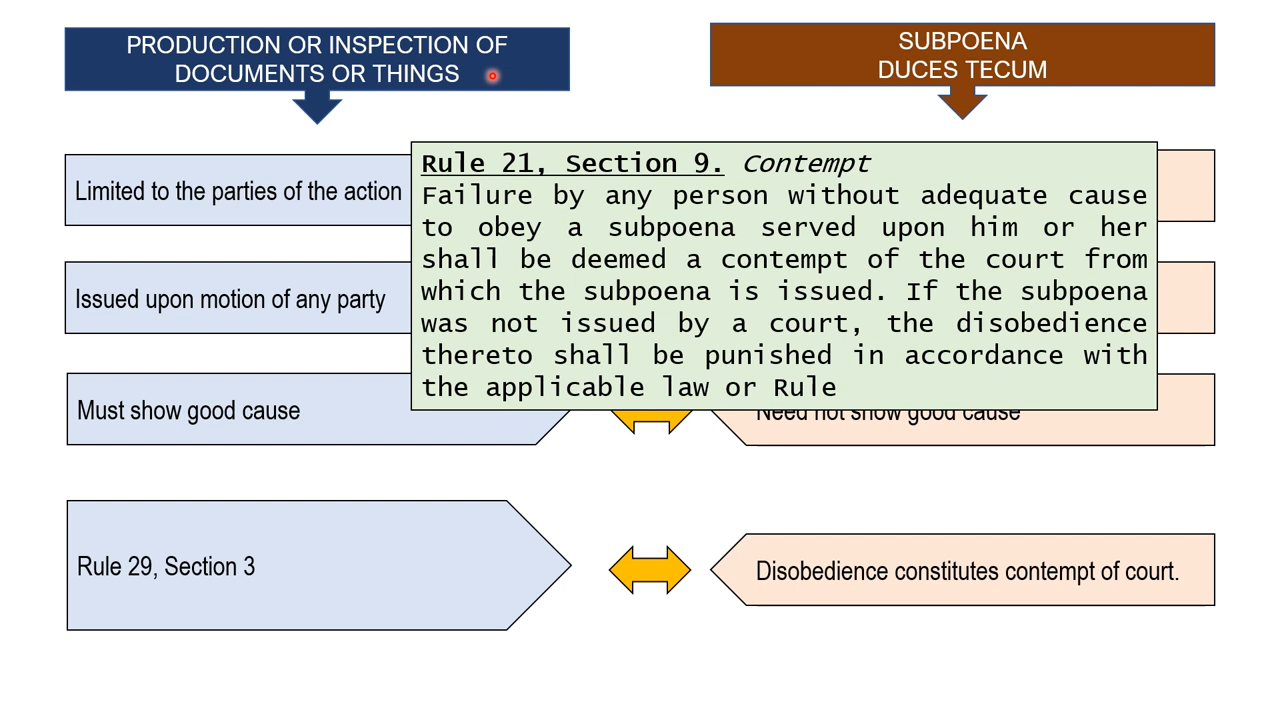 PRODUCTION OR INSPECTION OF
DOCUMENTS OR THINGS
SUBPOENA
DUCES TECUM
Limited to the parties of the action
Issued upon motion of any party
Must show good cause
Rule 29, Section 3
Rule 21, Section 9. Contempt
Failure by any person without adequate cause
to obey a subpoena served upon him or her
shall be deemed a contempt of the court from
which the subpoena is issued. If the subpoena
was not issued by a court, the disobedience
thereto shall be punished in accordance with
the applicable law or Rule
Need not show good cause
Disobedience constitutes contempt of court.